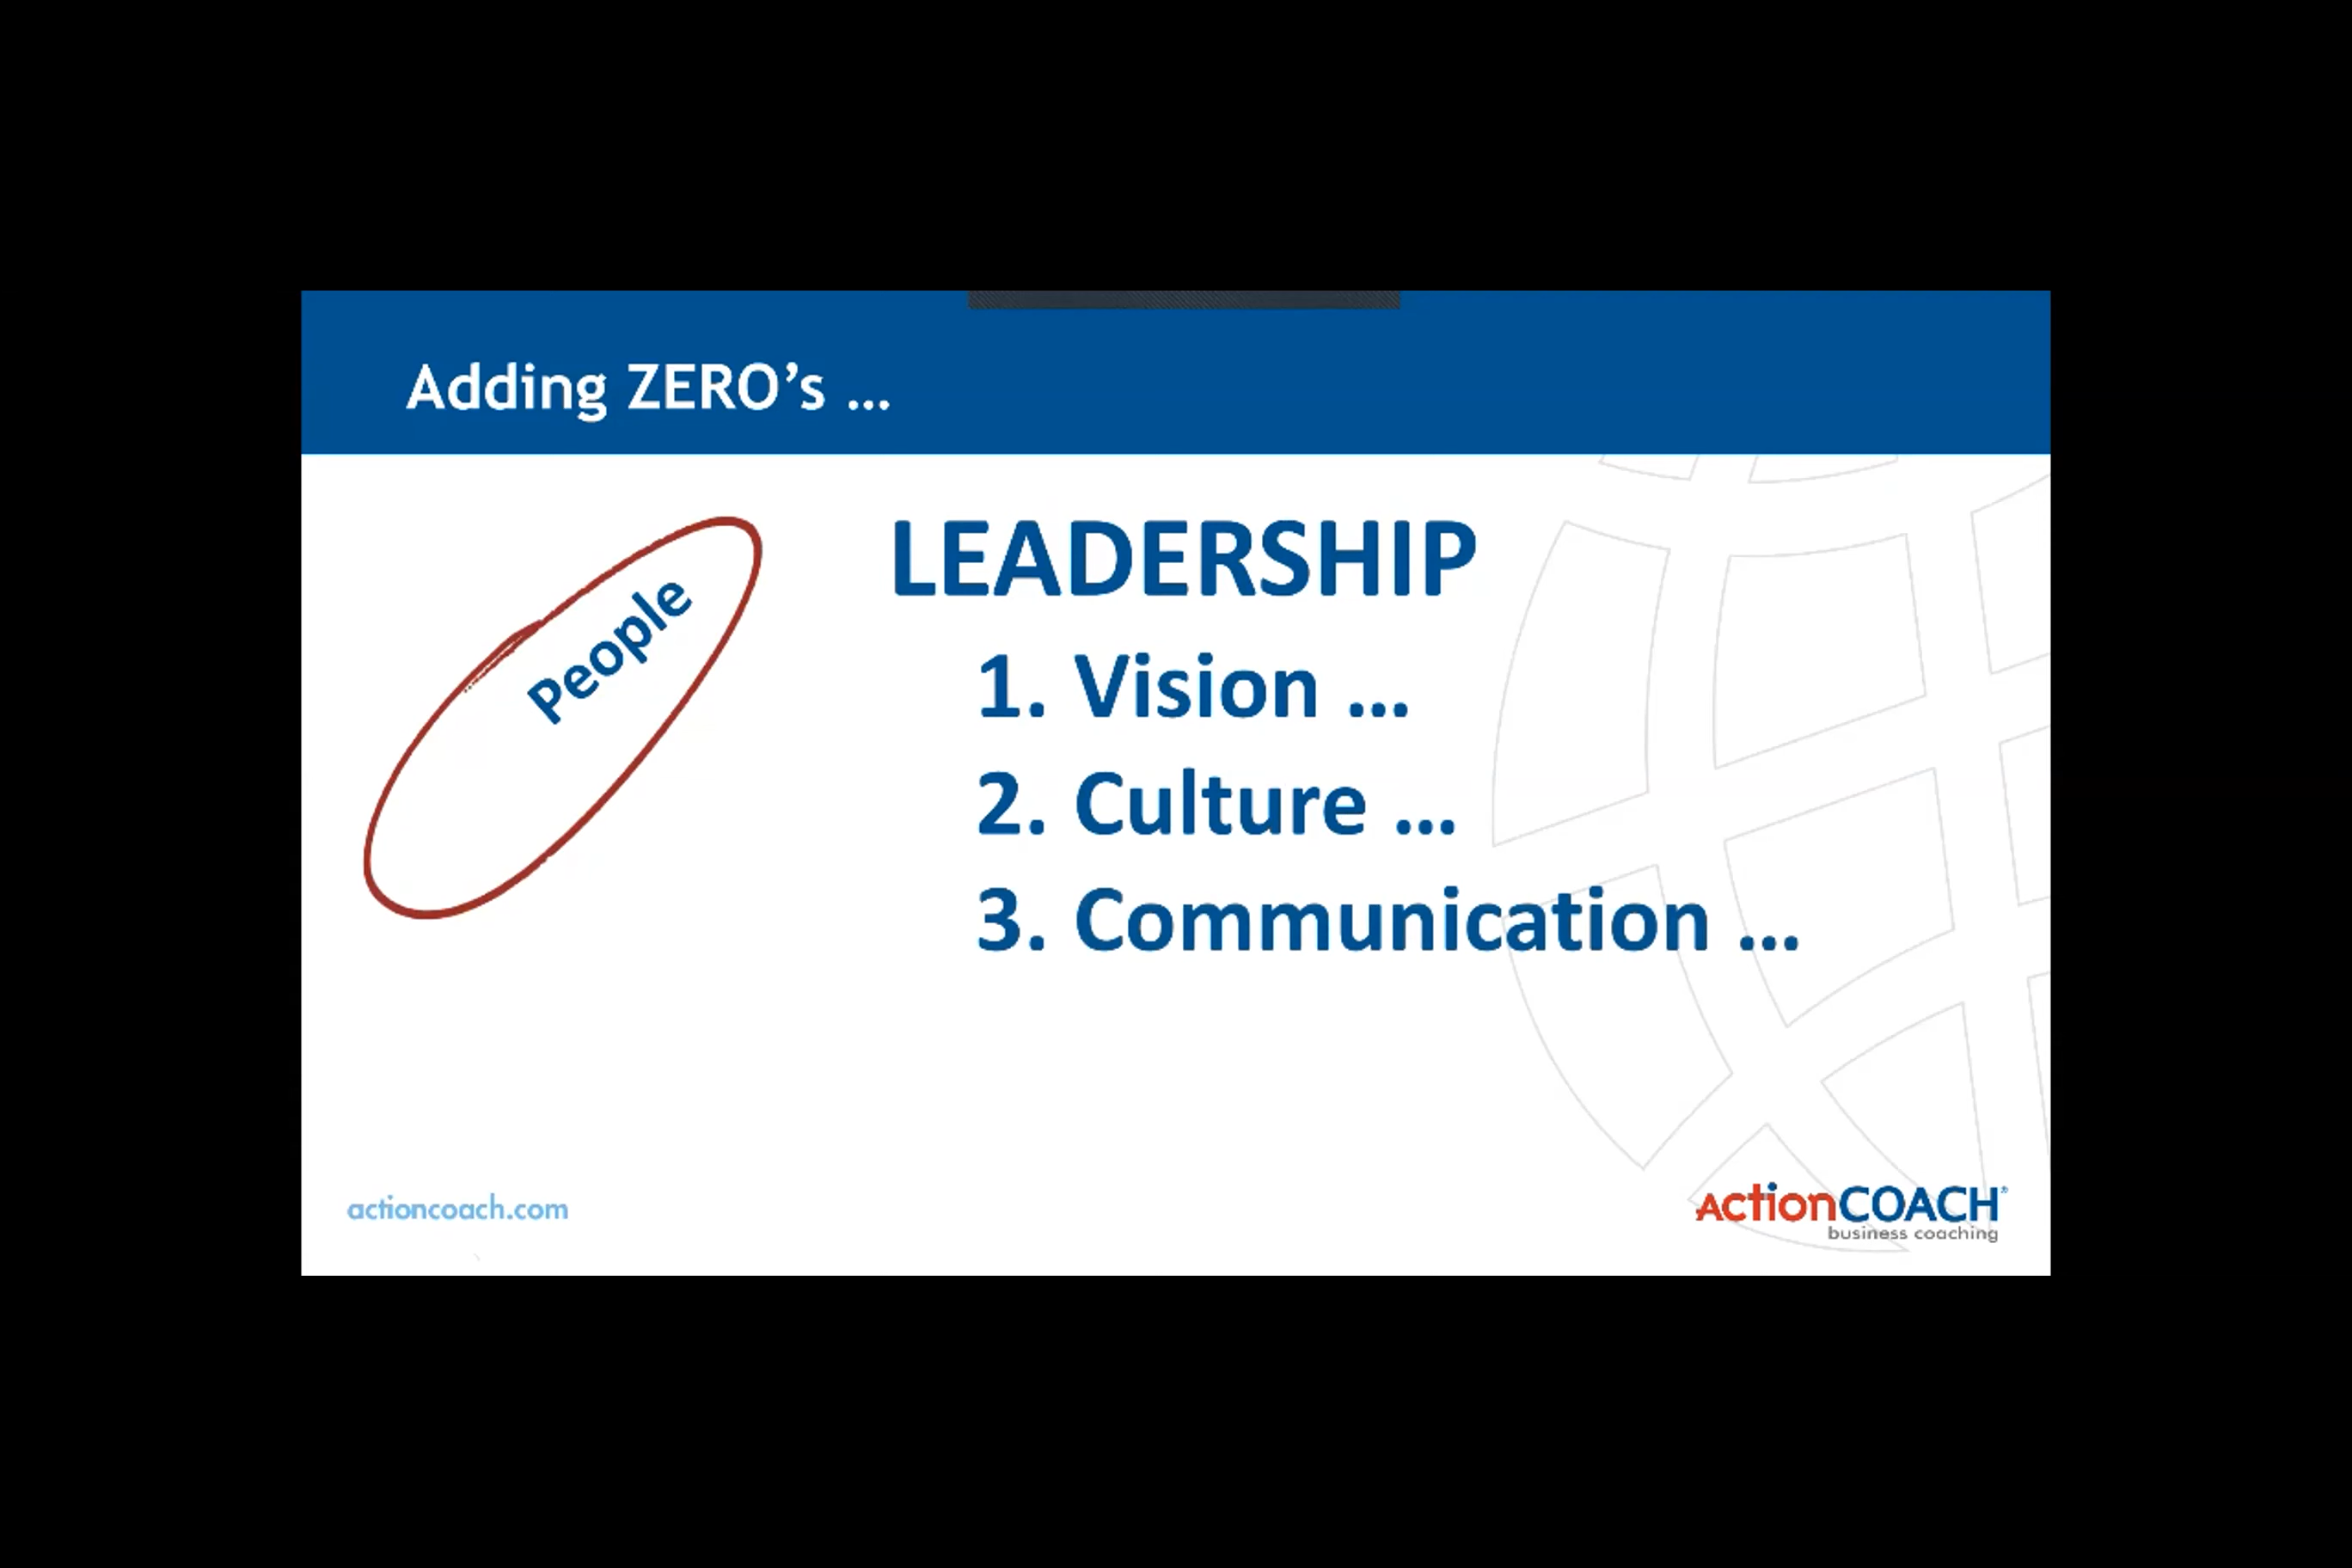 Adding ZERO’s ...
People
LEADERSHIP
1. Vision ...
2. Culture ...
3. Communication ...
actioncoach.com
ActionCOACH®
business coaching